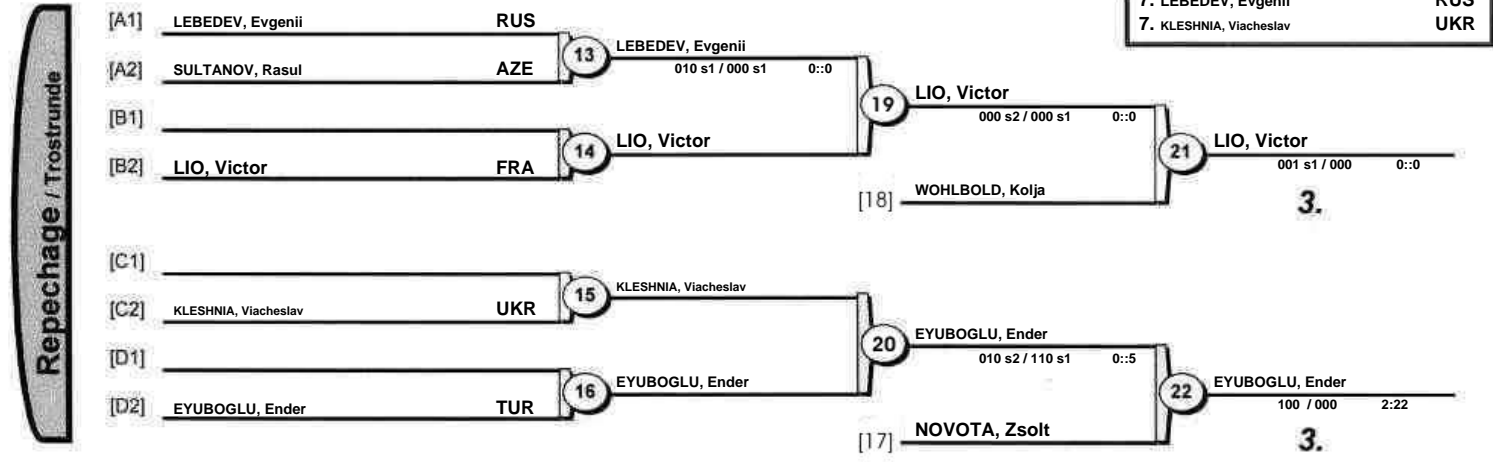 7. LEBEDEV, Evgenii RUS
7. KLESHNIA, Viacheslav UKR
Repechage / Trostrunde
[A1] LEBEDEV, Evgenii RUS
13 LEBEDEV, Evgenii
010 s1 / 000 s1 0::0
[A2] SULTANOV, Rasul AZE
19 LIO, Victor
000 s2 / 000 s1 0::0
[B1]
14 LIO, Victor
[B2] LIO, Victor FRA
21 LIO, Victor
001 s1 / 000 0::0
[18] WOHLBOLD, Kolja
3.
[C1]
15 KLESHNIA, Viacheslav
[C2] KLESHNIA, Viacheslav UKR
20 EYUBOGLU, Ender
010 s2 / 110 s1 0::5
[D1]
16 EYUBOGLU, Ender
[D2] EYUBOGLU, Ender TUR
22 EYUBOGLU, Ender
100 / 000 2:22
[17] NOVOTA, Zsolt
3.